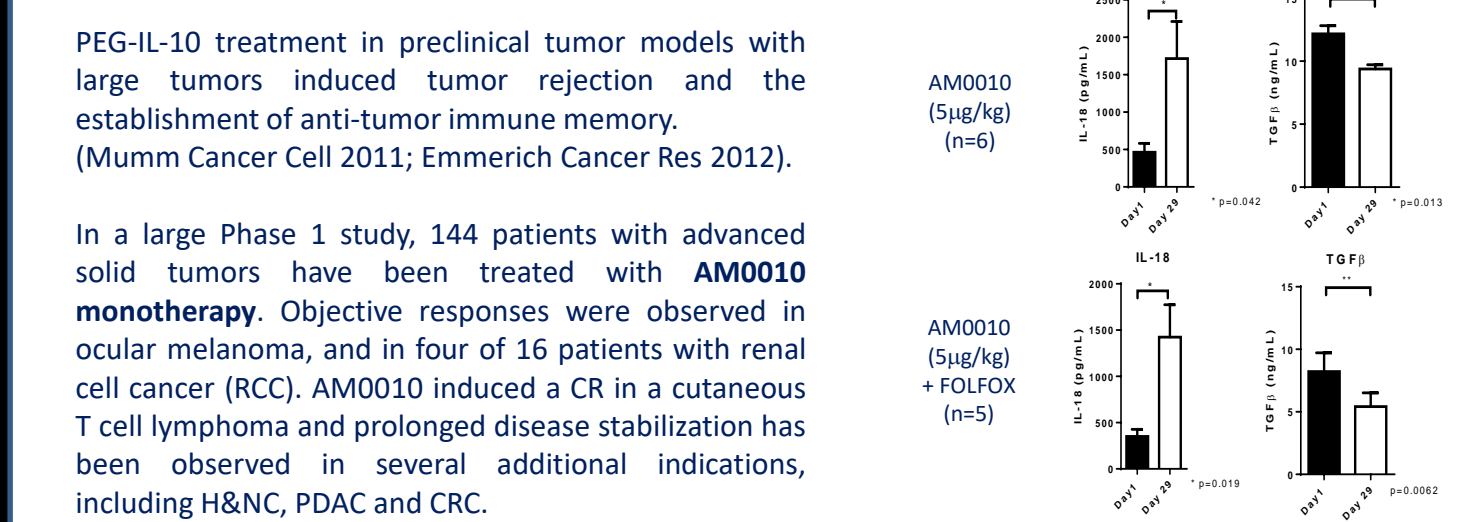 PEG-IL-10 treatment in preclinical tumor models with
large tumors induced tumor rejection and the
establishment of anti-tumor immune memory.
(Mumm Cancer Cell 2011; Emmerich Cancer Res 2012).
In a large Phase 1 study, 144 patients with advanced
solid tumors have been treated with AM0010
monotherapy. Objective responses were observed in
ocular melanoma, and in four of 16 patients with renal
cell cancer (RCC). AM0010 induced a CR in a cutaneous
T cell lymphoma and prolonged disease stabilization has
been observed in several additional indications,
including H&NC, PDAC and CRC.
AM0010
(5µg/kg)
(n=6)
IL-18 (pg/mL)
2500
2000
1500
1000
500
0
*
Day1
Day 29
* p=0.042
TGFβ (ng/mL)
15
10
5
0
Day1
Day 29
* p=0.013
AM0010
(5µg/kg)
+ FOLFOX
(n=5)
IL-18
IL-18 (pg/mL)
2000
1500
1000
500
0
*
Day1
Day 29
* p=0.019
TGFβ
**
TGFβ (ng/mL)
15
10
5
0
Day1
Day 29
p=0.0062